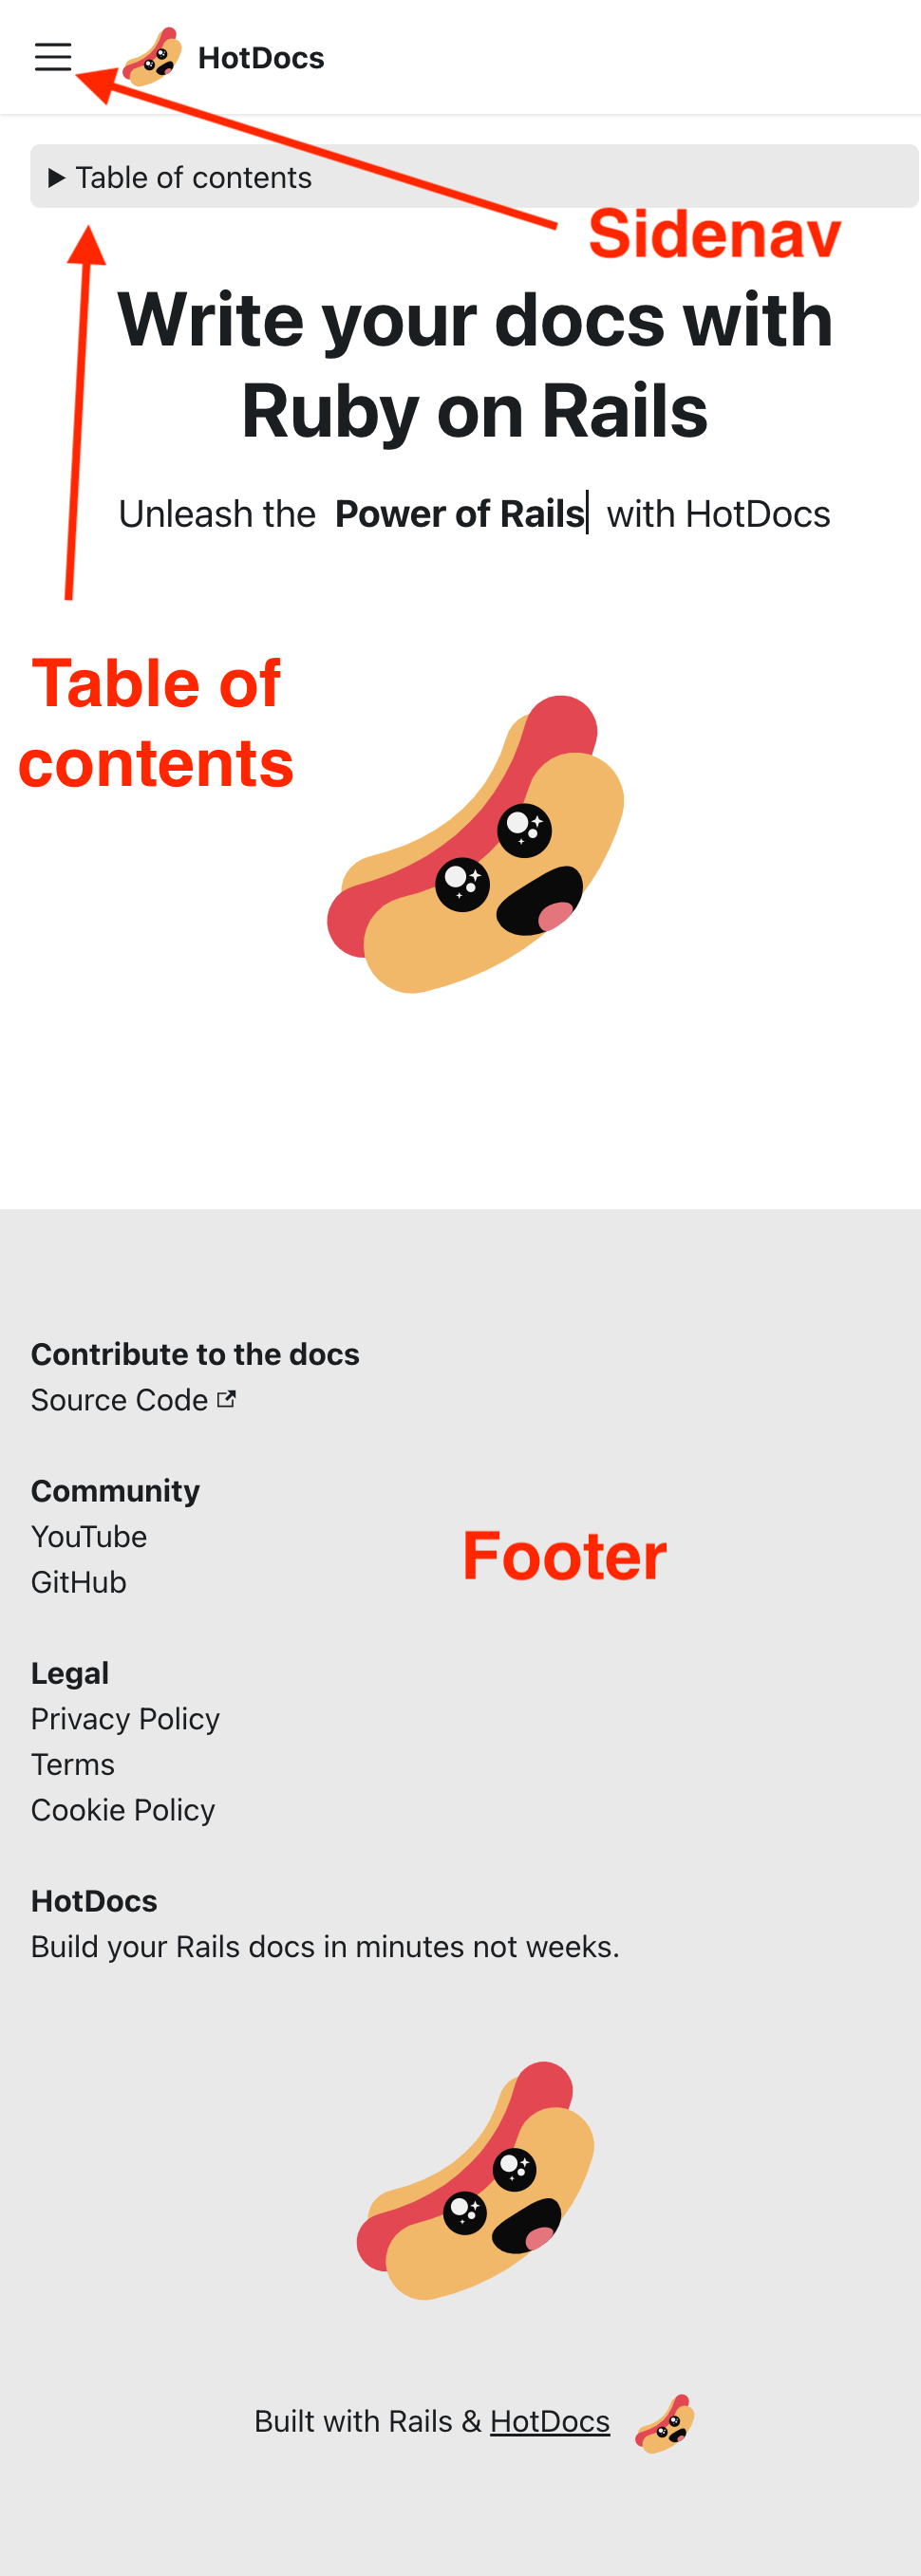 HotDocs
Table of contents
Sidenav
Write your docs with
Ruby on Rails
Unleash the Power of Rails with HotDocs
Table of
contents
Contribute to the docs
Source Code
Community
YouTube
Footer
GitHub
Legal
Privacy Policy
Terms
Cookie Policy
HotDocs
Build your Rails docs in minutes not weeks.
Built with Rails & HotDocs